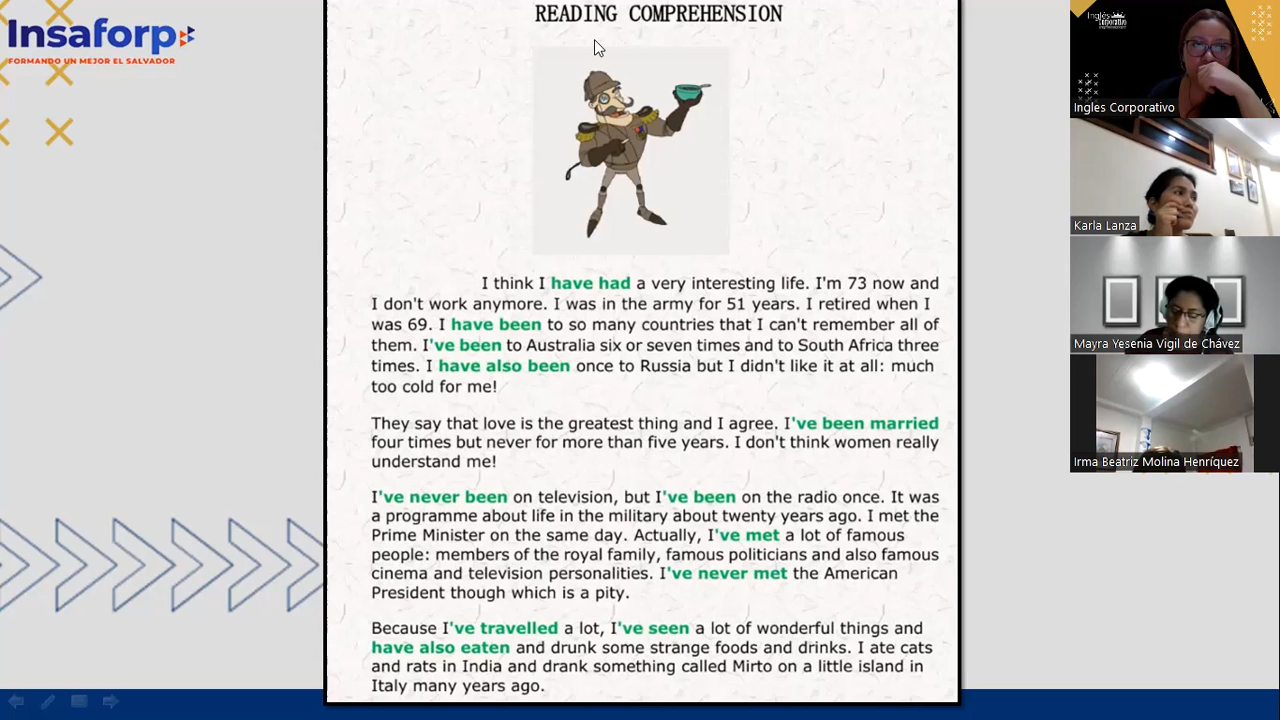 Insaforp
FORMANDO UN MEJOR EL SALVADOR
READING COMPREHENSION
I think I have had a very interesting life. I'm 73 now and
I don't work anymore. I was in the army for 51 years. I retired when I
was 69. I have been to so many countries that I can't remember all of
them. I've been to Australia six or seven times and to South Africa three
times. I have also been once to Russia but I didn't like it at all: much
too cold for me!
They say that love is the greatest thing and I agree. I've been married
four times but never for more than five years. I don't think women really
understand me!
I've never been on television, but I've been on the radio once. It was
a programme about life in the military about twenty years ago. I met the
Prime Minister on the same day. Actually, I've met a lot of famous
people: members of the royal family, famous politicians and also famous
cinema and television personalities. I've never met the American
President though which is a pity.
Because I've travelled a lot, I've seen a lot of wonderful things and
have also eaten and drunk some strange foods and drinks. I ate cats
and rats in India and drank something called Mirto on a little island in
Italy many years ago.
Inglés
Corporativo
Ingles Corporativo
Karla Lanza
Mayra Yesenia Vigil de Chávez
Irma Beatriz Molina Henríquez